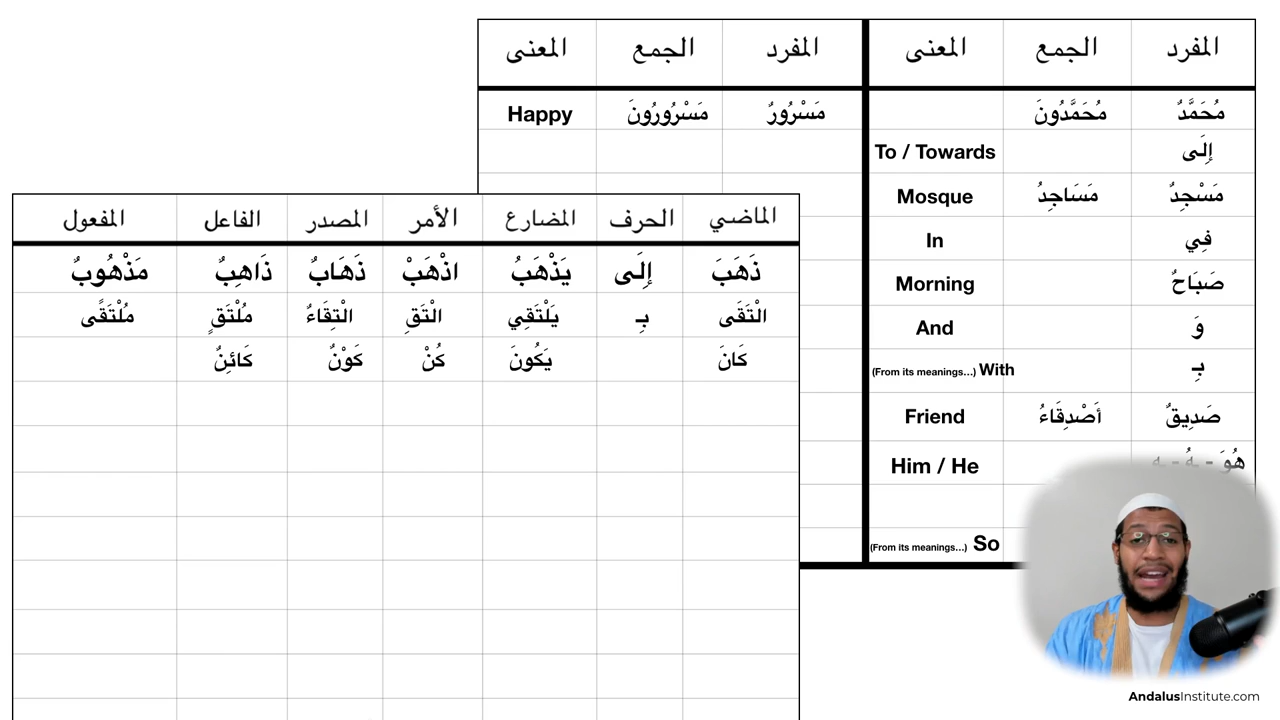 المفرد الجمع المعنى المفرد الجمع المعنى
مُحَمَّدٌ مُحَمَّدُونَ مَسْرُورٌ مَسْرُورُونَ Happy
إِلَى To / Towards
مَسْجِدٌ مَسَاجِدُ Mosque
فِي In
صَبَاحٌ Morning
وَ And
بِـ (From its meanings...) With
صَدِيقٌ أَصْدِقَاءُ Friend
هُوَ - ـهُ - ـهِ Him / He
(From its meanings...) So
الماضي الحرف المضارع الأمر المصدر الفاعل المفعول
ذَهَبَ إِلَى يَذْهَبُ اذْهَبْ ذَهَابٌ ذَاهِبٌ مَذْهُوبٌ
الْتَقَى بِـ يَلْتَقِي الْتَقِ الْتِقَاءٌ مُلْتَقٍ مُلْتَقًى
كَانَ يَكُونَ كُنْ كَوْنٌ كَائِنٌ
AndalusInstitute.com